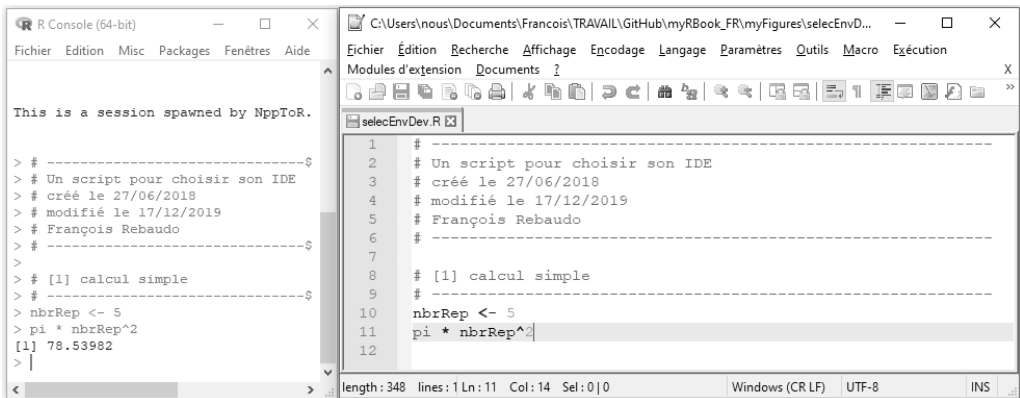 R Console (64-bit)
Fichier Edition Misc Packages Fenêtres Aide
This is a session spawned by NppToR.
> # --------------------------------$
> # Un script pour choisir son IDE
> # créé le 27/06/2018
> # modifié le 17/12/2019
> # François Rebaudo
> # --------------------------------$
>
> # [1] calcul simple
> # --------------------------------$
> nbrRep <- 5
> pi * nbrRep^2
[1] 78.53982
>
C:\Users\nous\Documents\Francois\TRAVAIL\GitHub\myRBook_FR\myFigures\selecEnvD...
Fichier Édition Recherche Affichage Encodage Langage Paramètres Outils Macro Exécution
Modules d'extension Documents ? X
selecEnvDev.R
1 # ------------------------------------------------------------
2 # Un script pour choisir son IDE
3 # créé le 27/06/2018
4 # modifié le 17/12/2019
5 # François Rebaudo
6 # ------------------------------------------------------------
7
8 # [1] calcul simple
9 # ------------------------------------------------------------
10 nbrRep <- 5
11 pi * nbrRep^2
12
length : 348 lines : 1 Ln : 11 Col : 14 Sel : 0 | 0 Windows (CR LF) UTF-8 INS